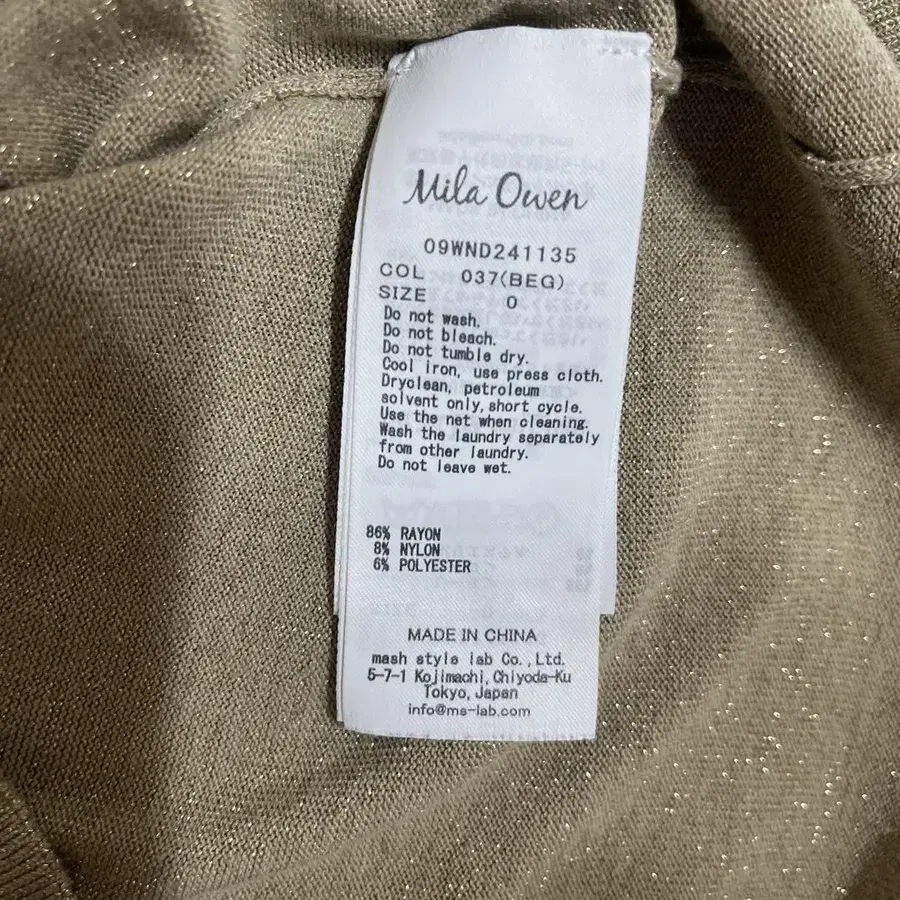 Mila Owen
09WND241135
COL 037(BEG)
SIZE 0
Do not wash.
Do not bleach.
Do not tumble dry.
Cool iron, use press cloth.
Dryclean, petroleum
solvent only, short cycle.
Use the net when cleaning.
Wash the laundry separately
from other laundry.
Do not leave wet.
86% RAYON
8% NYLON
6% POLYESTER
MADE IN CHINA
mash style lab Co., Ltd.
5-7-1 Kojimachi, Chiyoda-Ku
Tokyo, Japan
info@ms-lab.com